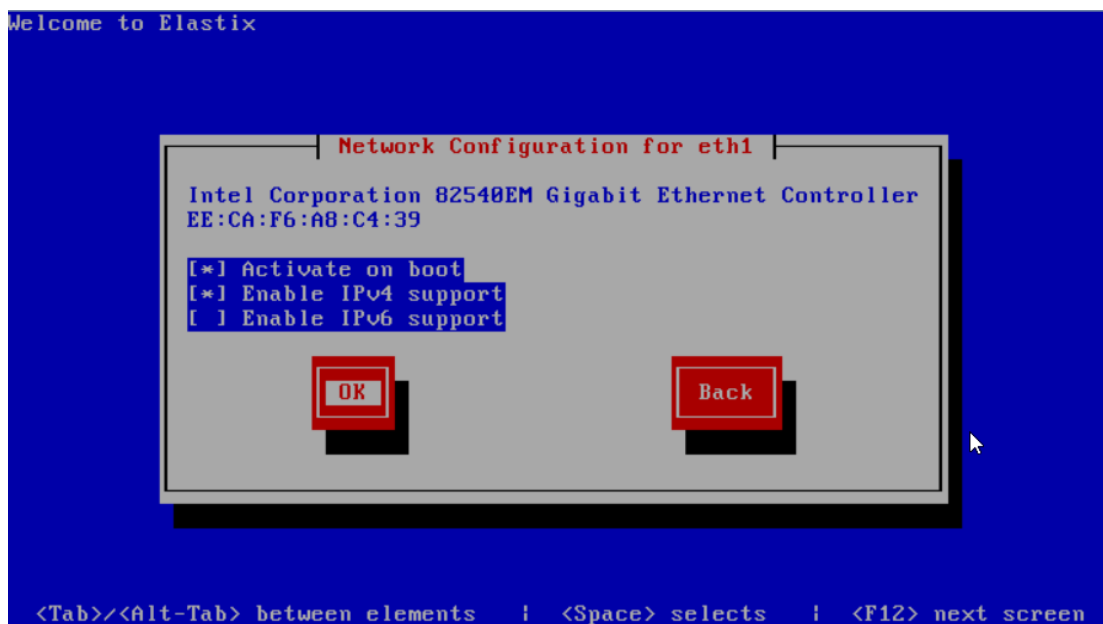 Welcome to Elastix
Network Configuration for eth1
Intel Corporation 82540EM Gigabit Ethernet Controller
EE:CA:F6:A8:C4:39
[*] Activate on boot
[*] Enable IPv4 support
[ ] Enable IPv6 support
OK Back
<Tab>/<Alt-Tab> between elements | <Space> selects | <F12> next screen